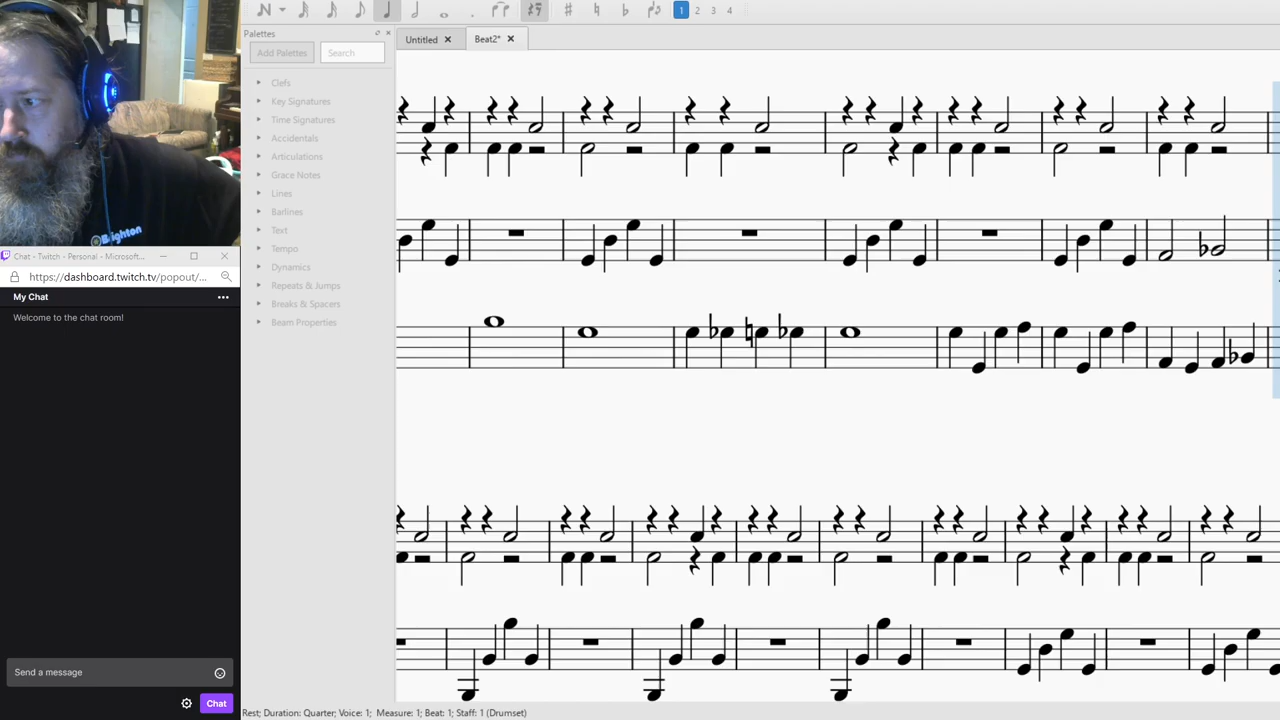 1 2 3 4
Palettes
Add Palettes Search
Clefs
Key Signatures
Time Signatures
Accidentals
Articulations
Grace Notes
Lines
Barlines
Text
Tempo
Dynamics
Repeats & Jumps
Breaks & Spacers
Beam Properties
Untitled Beat2*
Brighton
Chat - Twitch - Personal - Microsoft...
https://dashboard.twitch.tv/popout/...
My Chat
Welcome to the chat room!
Send a message
Chat
Rest; Duration: Quarter; Voice: 1; Measure: 1; Beat: 1; Staff: 1 (Drumset)